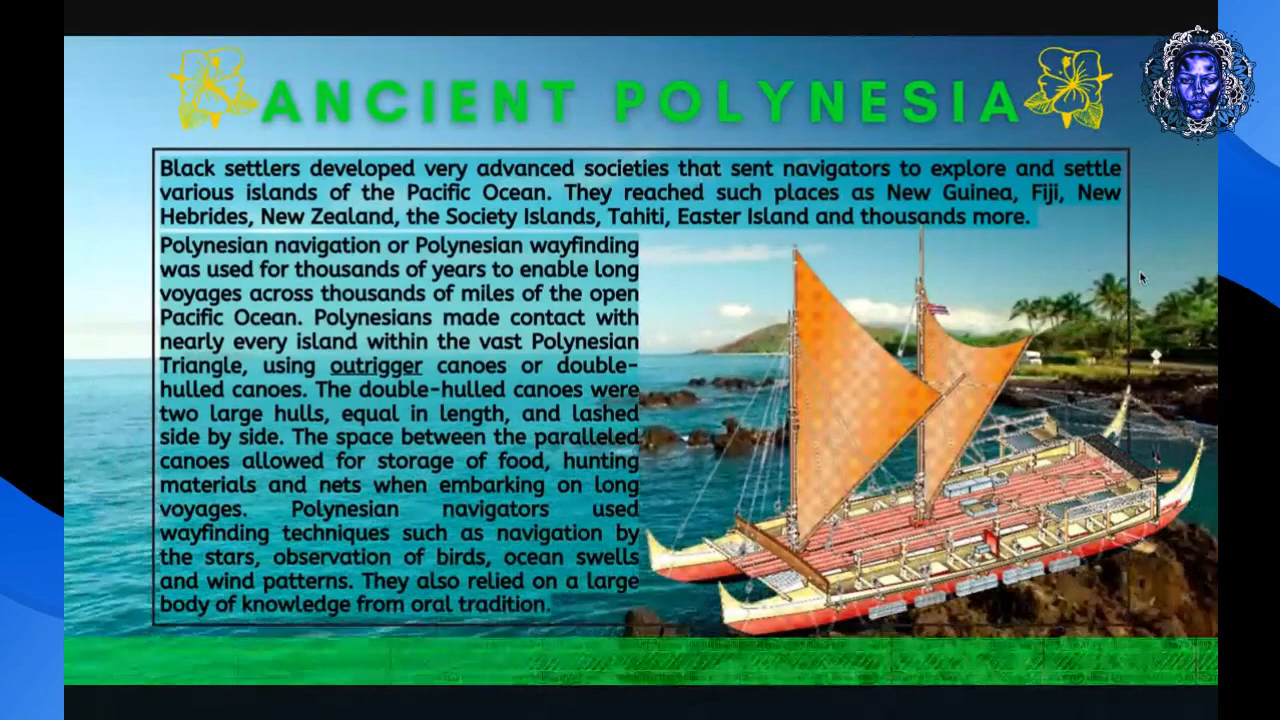 ANCIENT POLYNESIA
Black settlers developed very advanced societies that sent navigators to explore and settle
various islands of the Pacific Ocean. They reached such places as New Guinea, Fiji, New
Hebrides, New Zealand, the Society Islands, Tahiti, Easter Island and thousands more.
Polynesian navigation or Polynesian wayfinding
was used for thousands of years to enable long
voyages across thousands of miles of the open
Pacific Ocean. Polynesians made contact with
nearly every island within the vast Polynesian
Triangle, using outrigger canoes or double-
hulled canoes. The double-hulled canoes were
two large hulls, equal in length, and lashed
side by side. The space between the paralleled
canoes allowed for storage of food, hunting
materials and nets when embarking on long
voyages. Polynesian navigators used
wayfinding techniques such as navigation by
the stars, observation of birds, ocean swells
and wind patterns. They also relied on a large
body of knowledge from oral tradition.